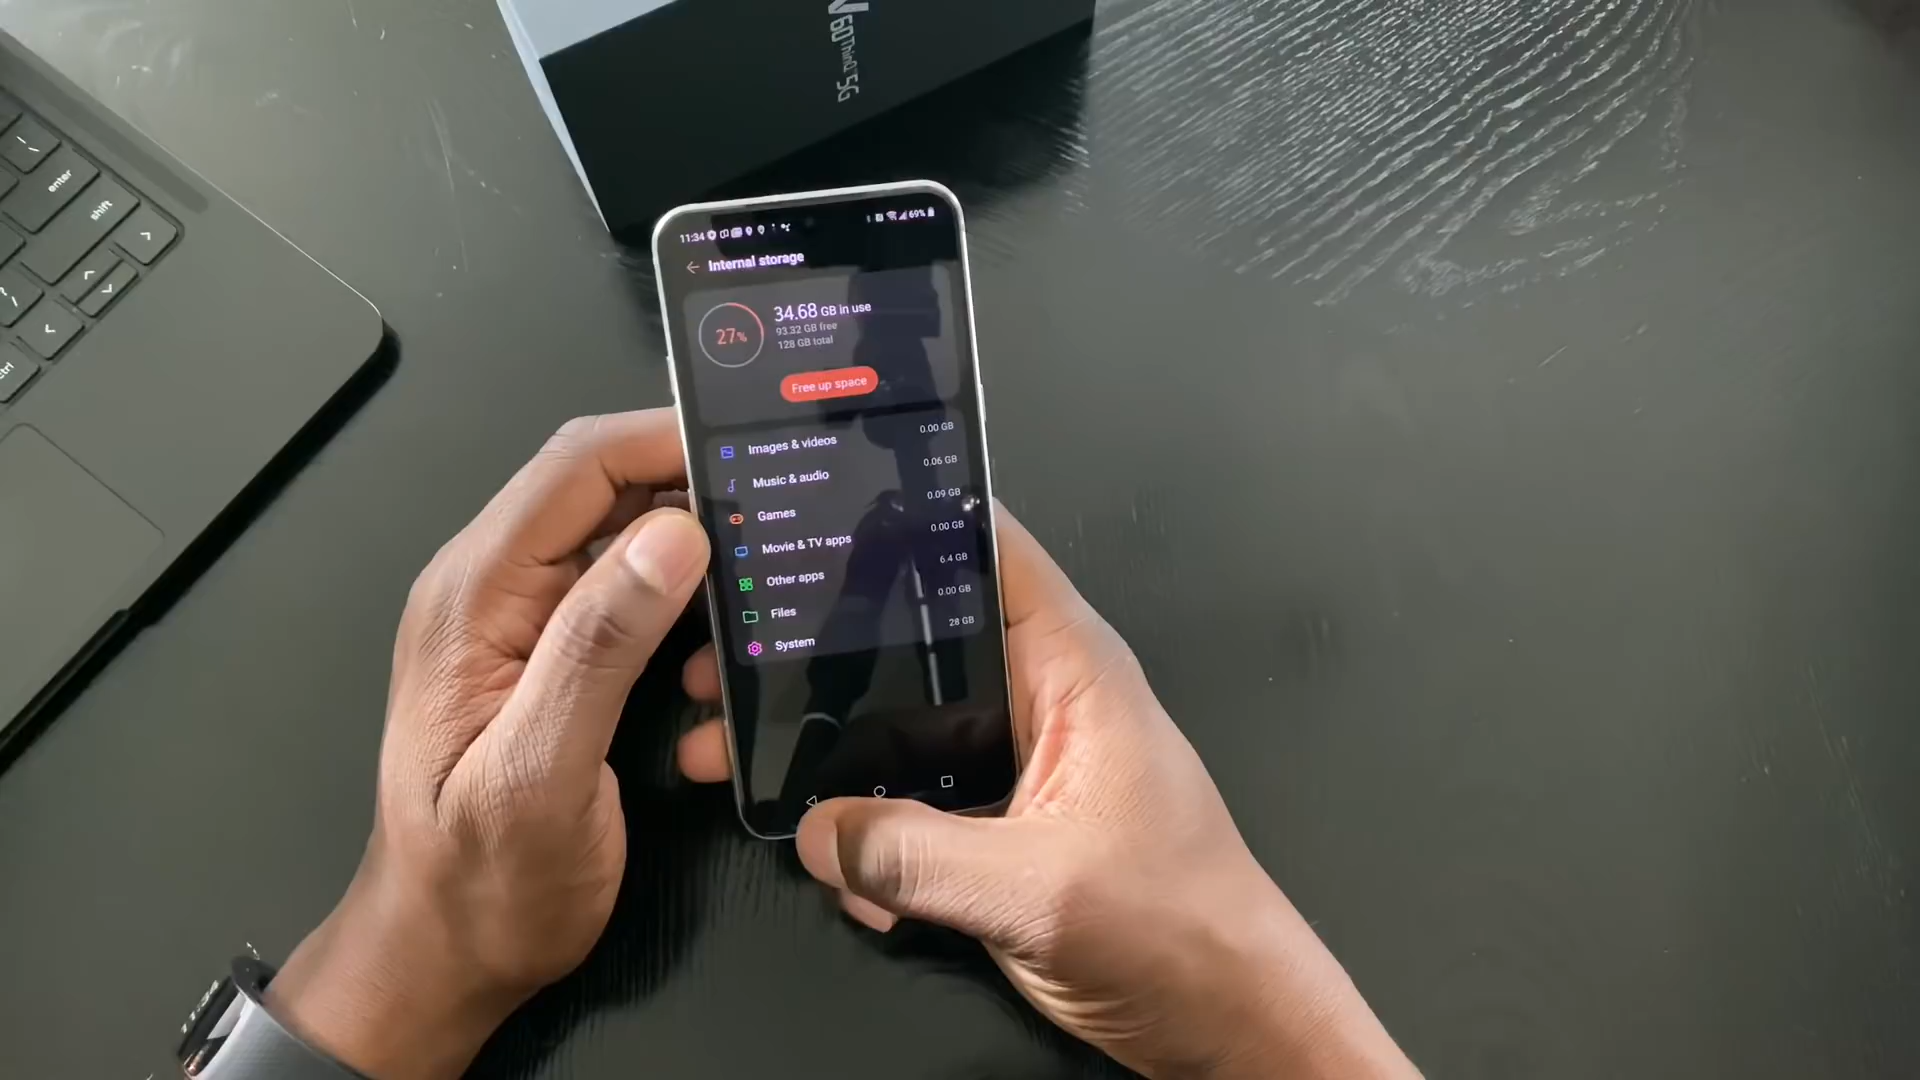 V60ThinQ 5G
11:34
69%
Internal storage
27%
34.68 GB in use
93.32 GB free
128 GB total
Free up space
Images & videos 0.00 GB
Music & audio 0.06 GB
Games 0.09 GB
Movie & TV apps 0.00 GB
Other apps 6.4 GB
Files 0.00 GB
System 28 GB
enter
shift
ctrl
11:34